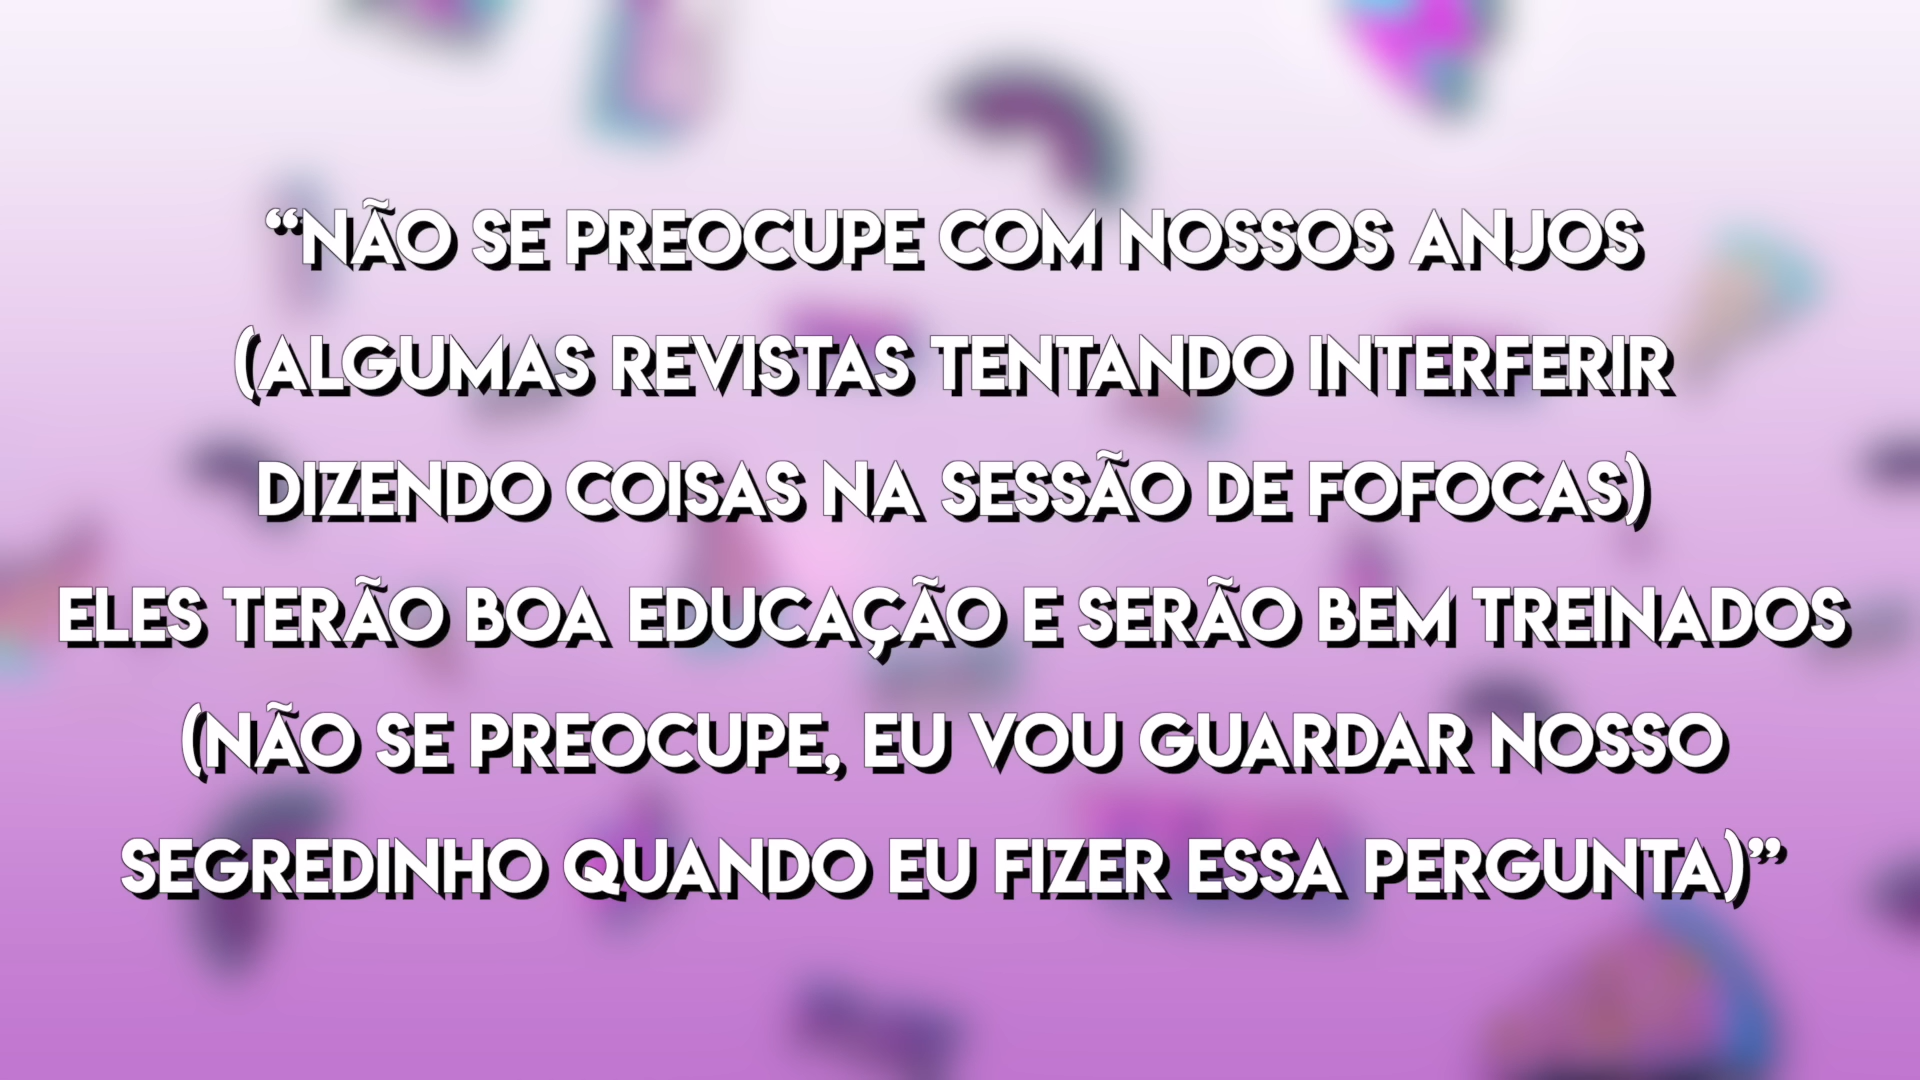 “NÃO SE PREOCUPE COM NOSSOS ANJOS
(ALGUMAS REVISTAS TENTANDO INTERFERIR
DIZENDO COISAS NA SESSÃO DE FOFOCAS)
ELES TERÃO BOA EDUCAÇÃO E SERÃO BEM TREINADOS
(NÃO SE PREOCUPE, EU VOU GUARDAR NOSSO
SEGREDINHO QUANDO EU FIZER ESSA PERGUNTA)”